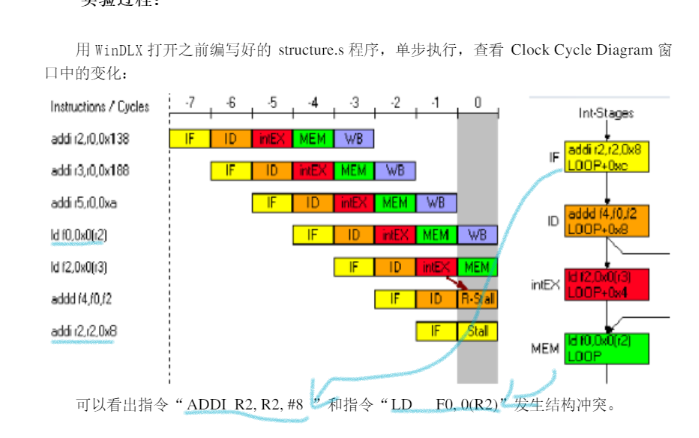 实验过程：
用 WinDLX 打开之前编写好的 structure.s 程序，单步执行，查看 Clock Cycle Diagram 窗
口中的变化：
Instructions / Cycles -7 -6 -5 -4 -3 -2 -1 0
addi r2,r0,0x138 IF ID intEX MEM WB
addi r3,r0,0x188 IF ID intEX MEM WB
addi r5,r0,0xa IF ID intEX MEM WB
ld f0,0x0(r2) IF ID intEX MEM WB
ld f2,0x0(r3) IF ID intEX MEM
addd f4,f0,f2 IF ID R-Stall
addi r2,r2,0x8 IF Stall
Int-Stages
IF
addi r2,r2,0x8
LOOP+0xc
ID
addd f4,f0,f2
LOOP+0x8
intEX
ld f2,0x0(r3)
LOOP+0x4
MEM
ld f0,0x0(r2)
LOOP
可以看出指令“ADDI R2, R2, #8 ”和指令“LD F0, 0(R2)”发生结构冲突。